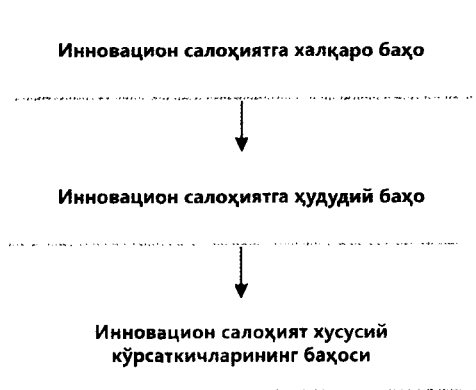 Инновацион салоҳиятга халқаро баҳо
Инновацион салоҳиятга ҳудудий баҳо
Инновацион салоҳият хусусий
кўрсаткичларининг баҳоси